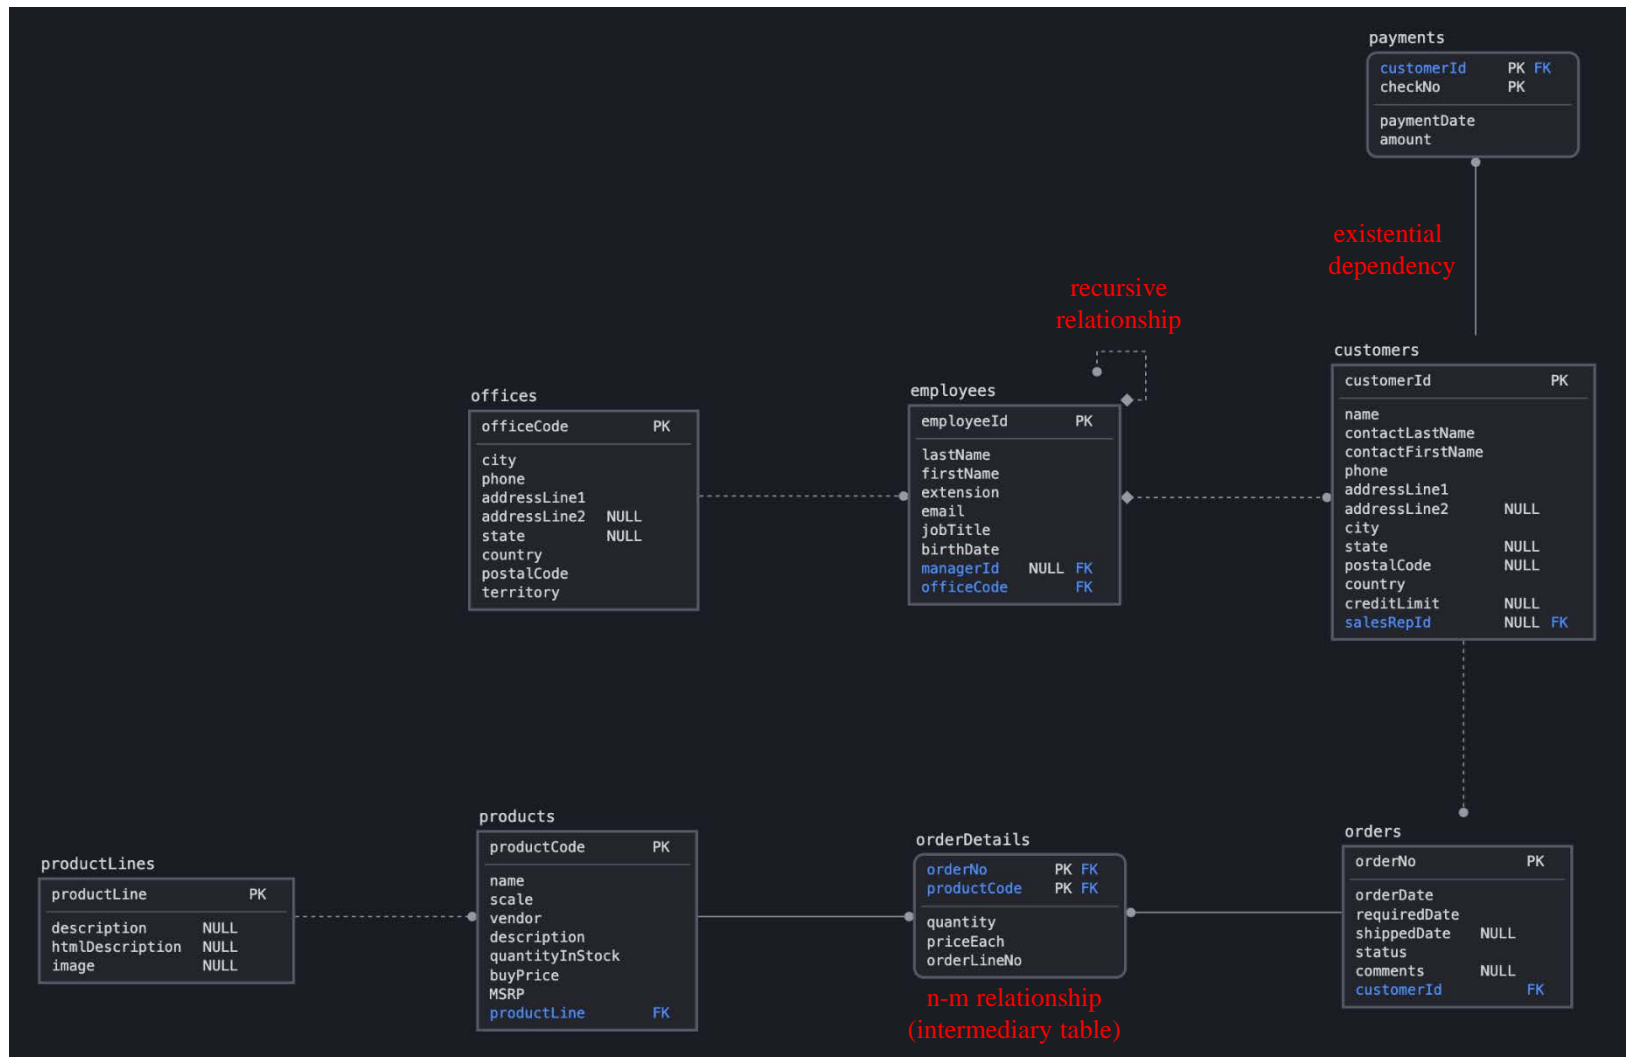 payments
customerId PK FK
checkNo PK
paymentDate
amount
existential
dependency
recursive
relationship
offices
officeCode PK
city
phone
addressLine1
addressLine2 NULL
state NULL
country
postalCode
territory
employees
employeeId PK
lastName
firstName
extension
email
jobTitle
birthDate
managerId NULL FK
officeCode FK
customers
customerId PK
name
contactLastName
contactFirstName
phone
addressLine1
addressLine2 NULL
city
state NULL
postalCode NULL
country
creditLimit NULL
salesRepId NULL FK
productLines
productLine PK
description NULL
htmlDescription NULL
image NULL
products
productCode PK
name
scale
vendor
description
quantityInStock
buyPrice
MSRP
productLine FK
orderDetails
orderNo PK FK
productCode PK FK
quantity
priceEach
orderLineNo
n-m relationship
(intermediary table)
orders
orderNo PK
orderDate
requiredDate
shippedDate NULL
status
comments NULL
customerId FK